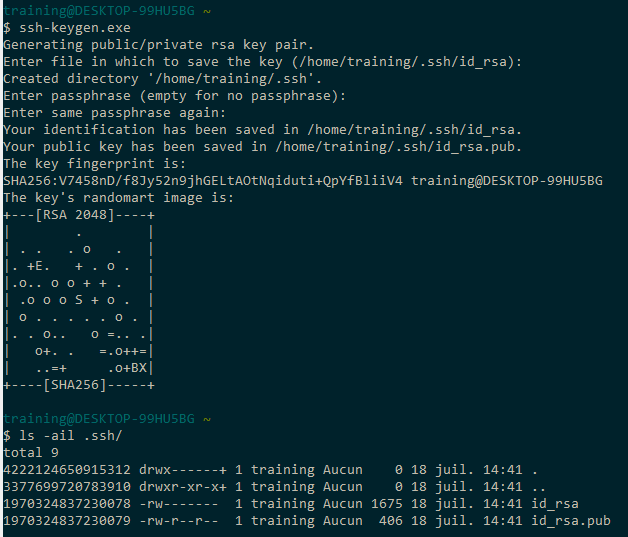 training@DESKTOP-99HU5BG ~
$ ssh-keygen.exe
Generating public/private rsa key pair.
Enter file in which to save the key (/home/training/.ssh/id_rsa):
Created directory '/home/training/.ssh'.
Enter passphrase (empty for no passphrase):
Enter same passphrase again:
Your identification has been saved in /home/training/.ssh/id_rsa.
Your public key has been saved in /home/training/.ssh/id_rsa.pub.
The key fingerprint is:
SHA256:V7458nD/f8Jy52n9jhGELtAOtNqiduti+QpYfBliiV4 training@DESKTOP-99HU5BG
The key's randomart image is:
+---[RSA 2048]----+
|        .        |
| . .   . o   .   |
|. +E.   + . o .  |
|.o.. o o + + .   |
| .o o o S + o .  |
| o . . . . . o . |
|. . o..   o =.. .|
|   o+. .   =.o++=|
|   ..=+     .o+BX|
+----[SHA256]-----+
training@DESKTOP-99HU5BG ~
$ ls -ail .ssh/
total 9
4222124650915312 drwx------+ 1 training Aucun    0 18 juil. 14:41 .
3377699720783910 drwxr-xr-x+ 1 training Aucun    0 18 juil. 14:41 ..
1970324837230078 -rw-------  1 training Aucun 1675 18 juil. 14:41 id_rsa
1970324837230079 -rw-r--r--  1 training Aucun  406 18 juil. 14:41 id_rsa.pub